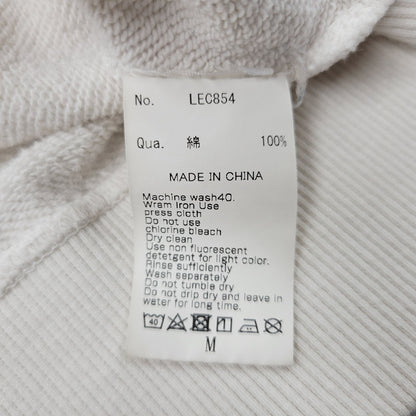 No. LEC854
Qua. 綿 100%
MADE IN CHINA
Machine wash40.
Wram Iron Use
press cloth
Do not use
chlorine bleach
Dry clean
Use non fluorescent
detetgent for light color.
Rinse sufficiently
Wash separately
Do not tumble dry
Do not drip dry and leave in
water for long time.
40
M